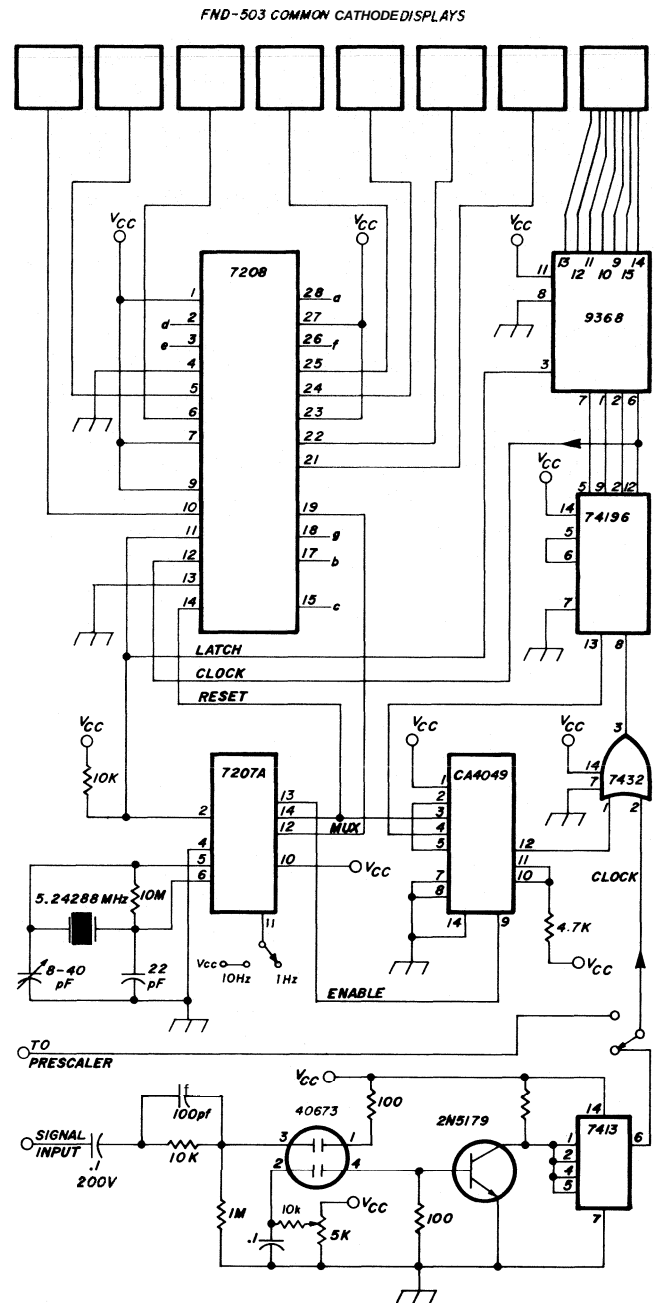 FND-503 COMMON CATHODE DISPLAYS
VCC
VCC
VCC
7208
1
d 2
e 3
4
5
6
7
9
10
11
12
13
14
28 a
27
26 f
25
24
23
22
21
19
18 g
17 b
15 c
13 12 11 10 9 15 14
11
8
9368
3
7 1 2 6
VCC
5 9 2 12
14
74196
5
6
7
13 8
LATCH
CLOCK
RESET
VCC
10K
7207A
2
4
5
6
13
14
12
10
11
MUX
VCC
VCC
CA4049
1
2
3
4
5
7
8
14
9
12
11
10
VCC
3
14
7432
7
1 2
CLOCK
4.7K
VCC
5.24288 MHz
10M
8-40 pF
22 pF
VCC
10Hz
1Hz
ENABLE
TO PRESCALER
VCC
100pf
SIGNAL INPUT
.1
200V
10K
1M
40673
3
1
2
4
100
10k
VCC
5K
.1
100
2N5179
14
7413
1
2
4
5
6
7